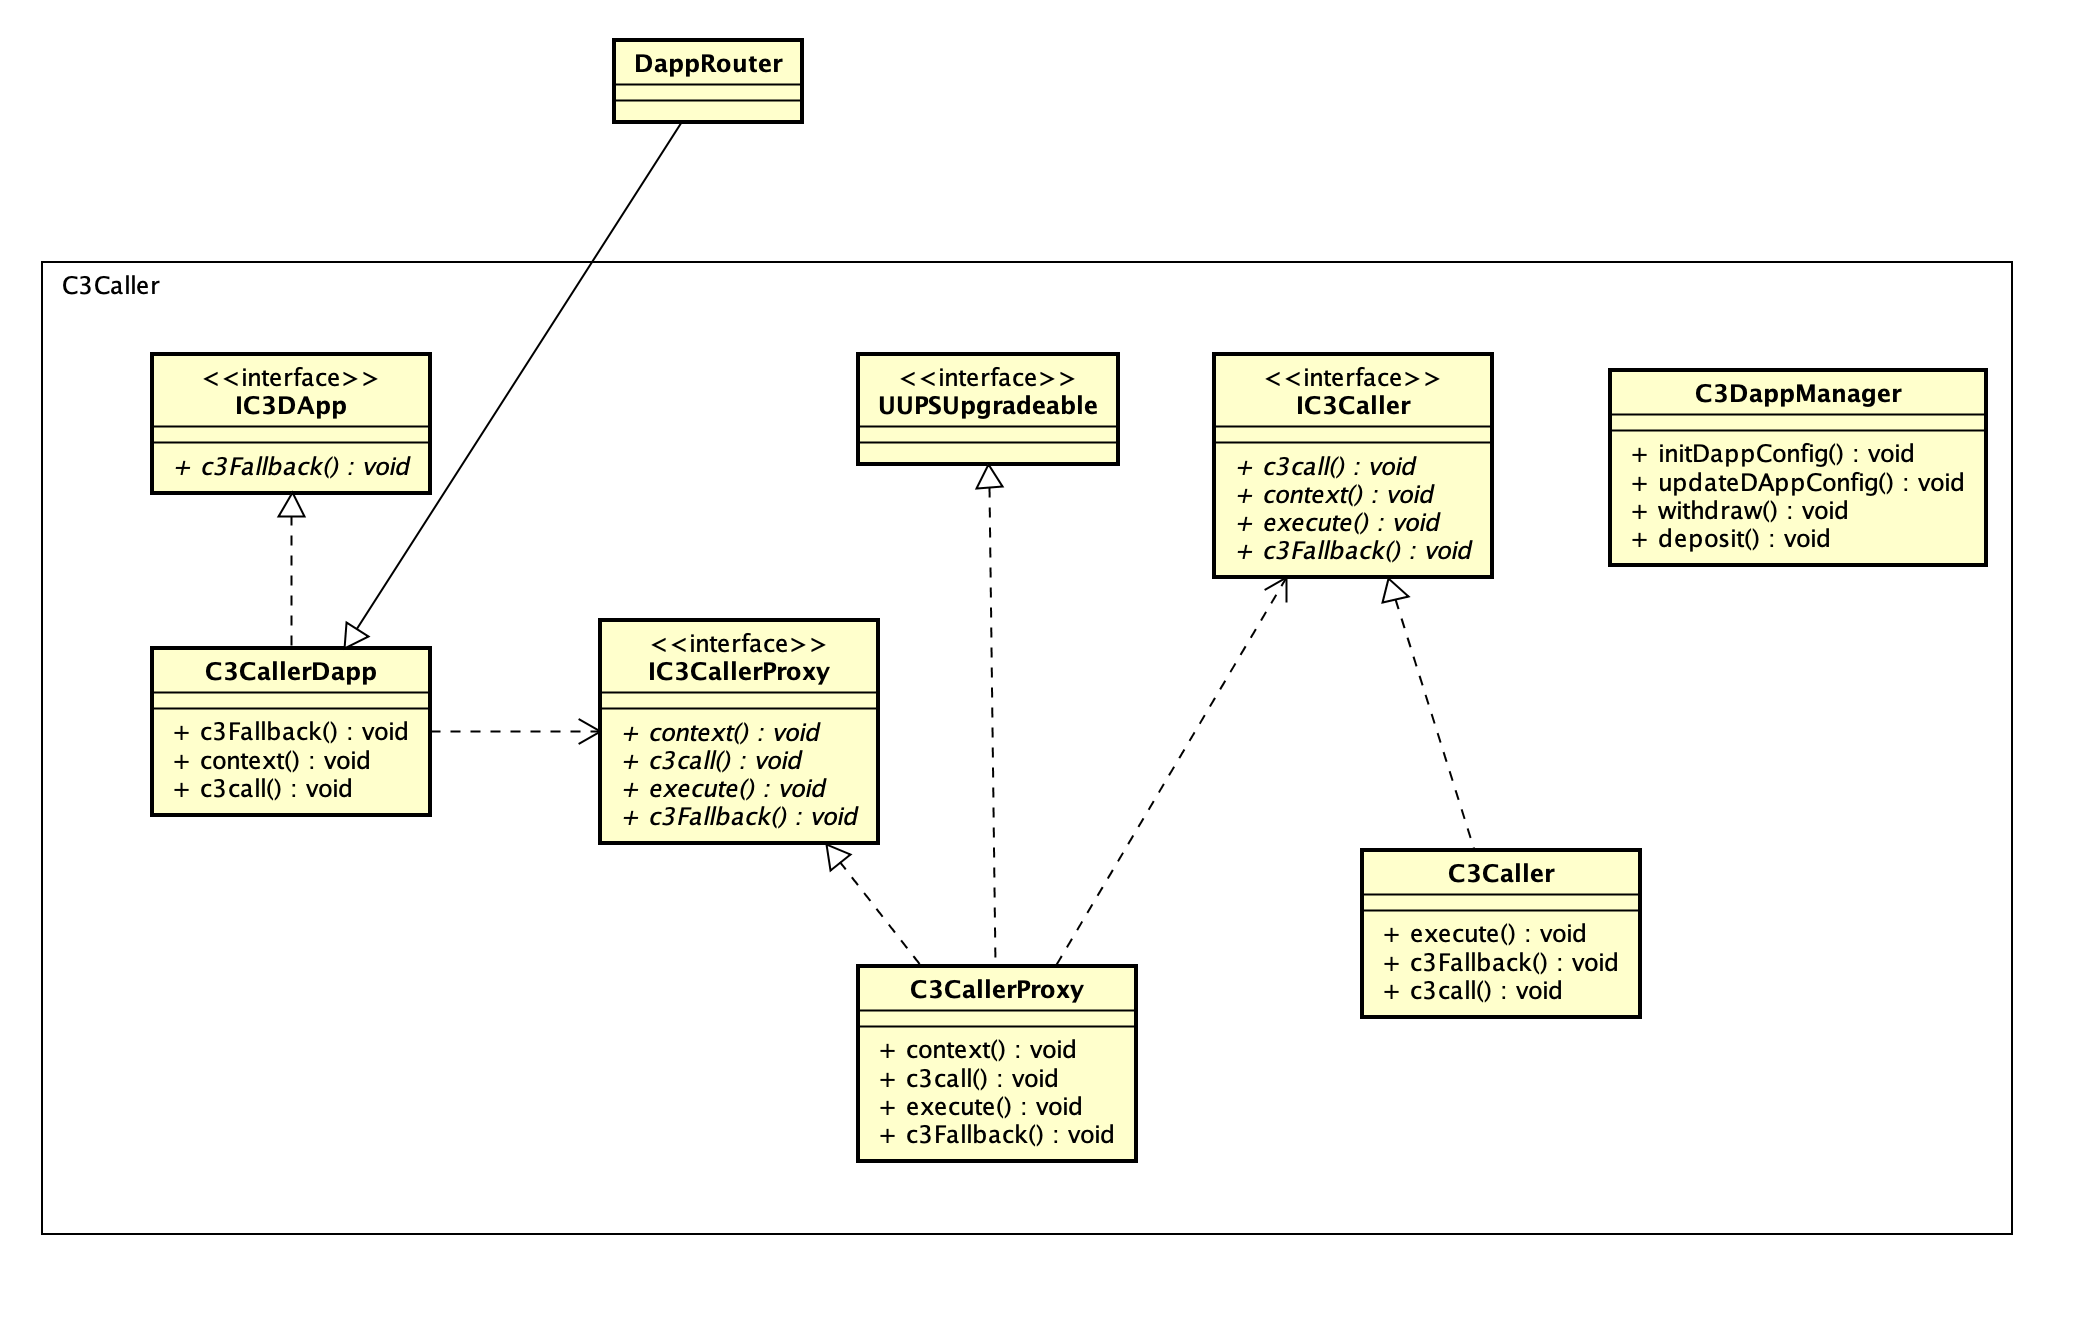 DappRouter
C3Caller
<<interface>>
IC3DApp
+ c3Fallback() : void
<<interface>>
UUPSUpgradeable
<<interface>>
IC3Caller
+ c3call() : void
+ context() : void
+ execute() : void
+ c3Fallback() : void
C3DappManager
+ initDappConfig() : void
+ updateDAppConfig() : void
+ withdraw() : void
+ deposit() : void
C3CallerDapp
+ c3Fallback() : void
+ context() : void
+ c3call() : void
<<interface>>
IC3CallerProxy
+ context() : void
+ c3call() : void
+ execute() : void
+ c3Fallback() : void
C3Caller
+ execute() : void
+ c3Fallback() : void
+ c3call() : void
C3CallerProxy
+ context() : void
+ c3call() : void
+ execute() : void
+ c3Fallback() : void